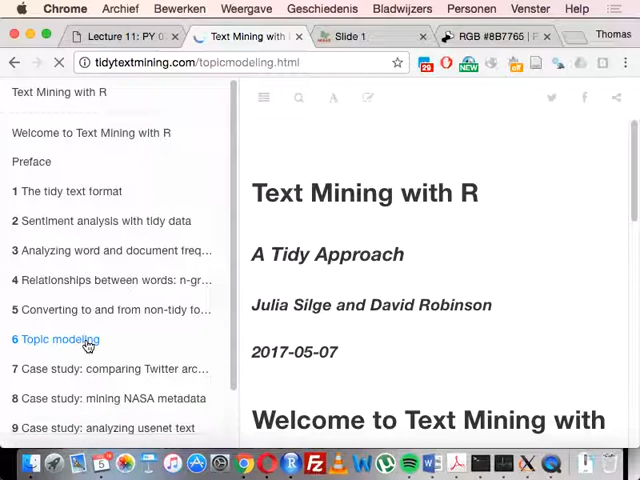 Chrome Archief Bewerken Weergave Geschiedenis Bladwijzers Personen Venster Help
Lecture 11: PY 0
Text Mining with
Slide 1
RGB #8B7765 | P
Thomas
tidytextmining.com/topicmodeling.html
29
NEW
Text Mining with R
Welcome to Text Mining with R
Preface
1 The tidy text format
2 Sentiment analysis with tidy data
3 Analyzing word and document freq...
4 Relationships between words: n-gr...
5 Converting to and from non-tidy fo...
6 Topic modeling
7 Case study: comparing Twitter arc...
8 Case study: mining NASA metadata
9 Case study: analyzing usenet text
A
Text Mining with R
A Tidy Approach
Julia Silge and David Robinson
2017-05-07
Welcome to Text Mining with
5